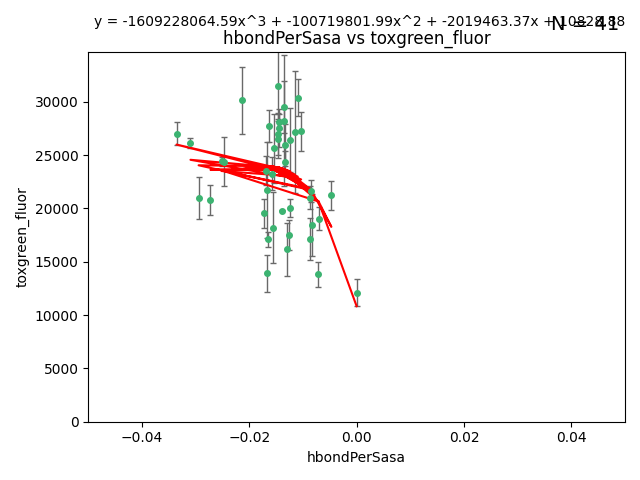 y = -1609228064.59x^3 + -100719801.99x^2 + -2019463.37x + 10828.88
N = 41
hbondPerSasa vs toxgreen_fluor
toxgreen_fluor
30000
25000
20000
15000
10000
5000
0
−0.04
−0.02
0.00
0.02
0.04
hbondPerSasa